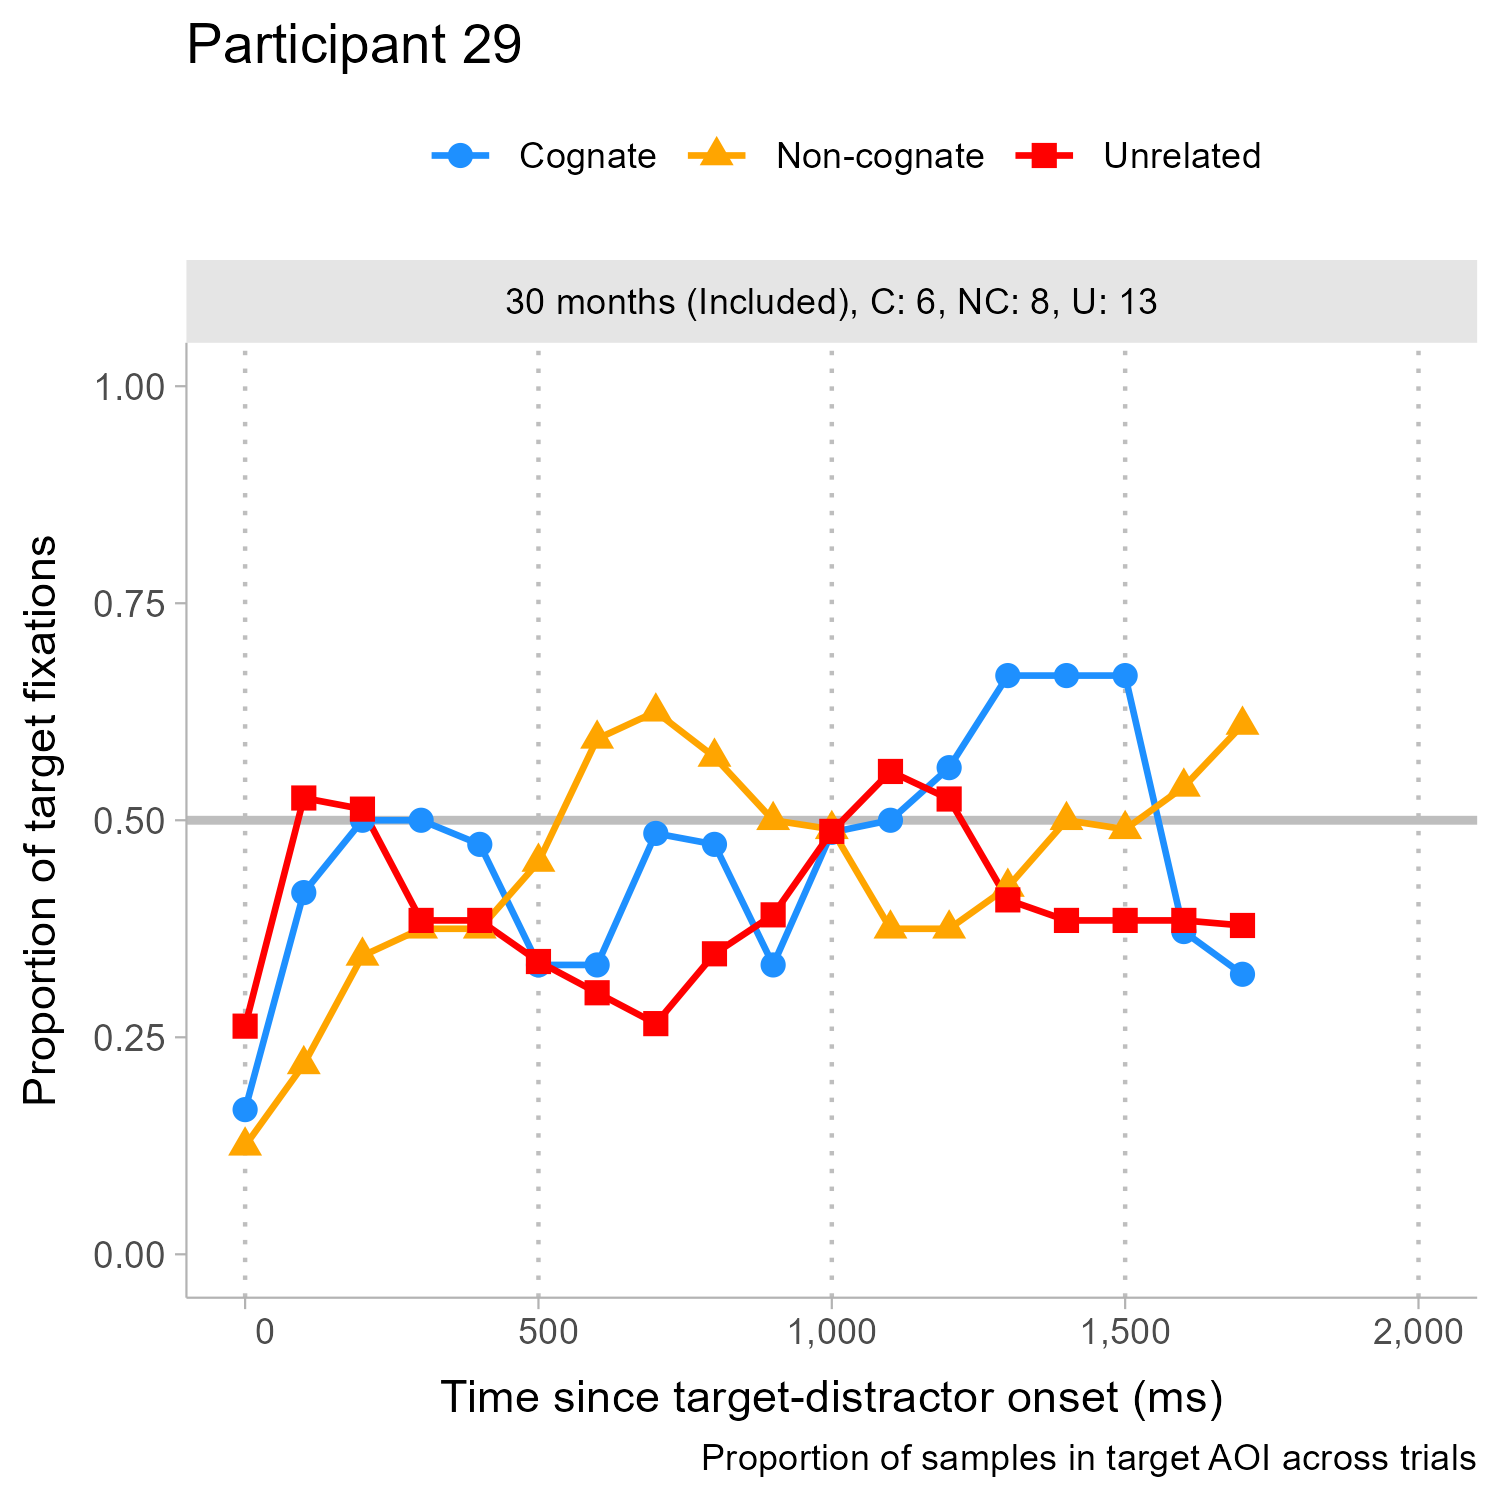 Participant 29
Cognate Non-cognate Unrelated
30 months (Included), C: 6, NC: 8, U: 13
1.00
0.75
0.50
0.25
0.00
Proportion of target fixations
0 500 1,000 1,500 2,000
Time since target-distractor onset (ms)
Proportion of samples in target AOI across trials